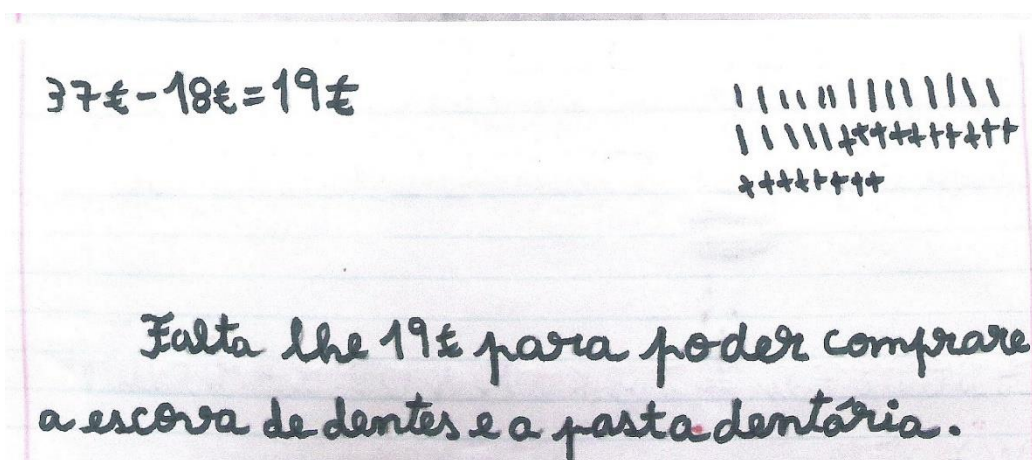 37€-18€=19€
Falta lhe 19€ para poder comprare
a escova de dentes e a pasta dentária.